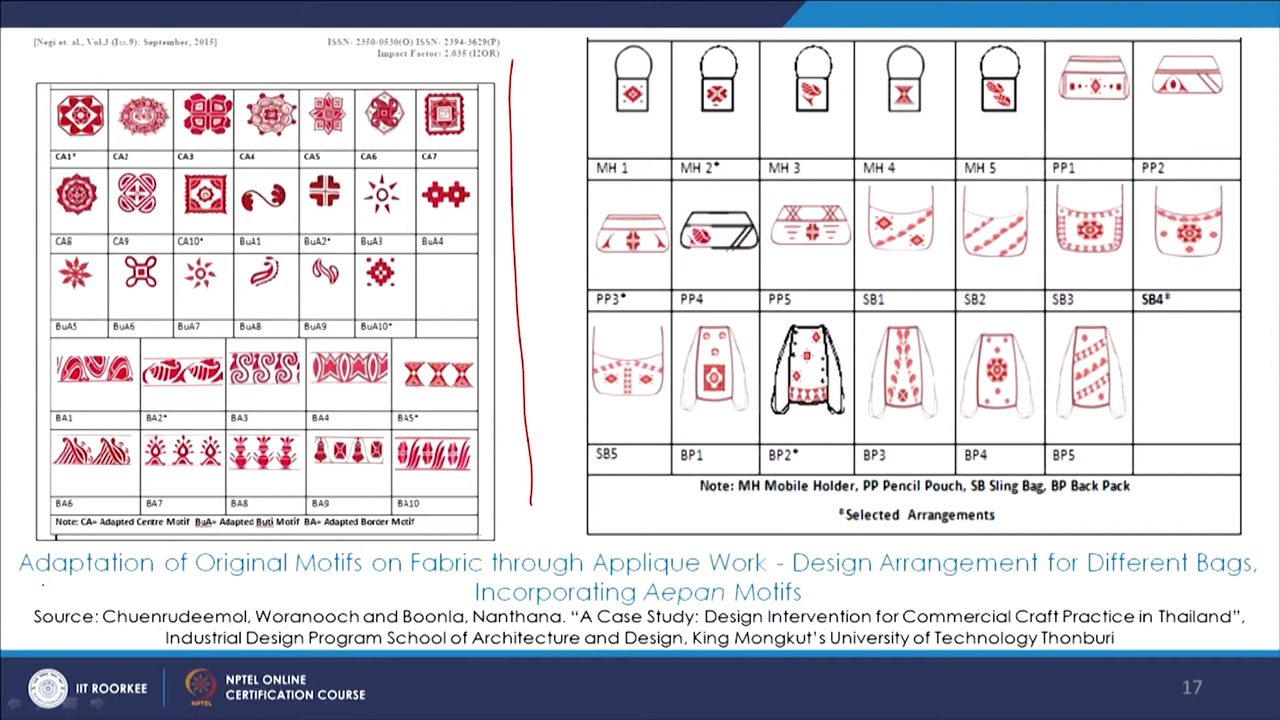 [Negi et. al., Vol.3 (Iss.9): September, 2015]
ISSN- 2350-0530(O) ISSN- 2394-3629(P)
Impact Factor: 2.035 (I2OR)
CA1* CA2 CA3 CA4 CA5 CA6 CA7
CA8 CA9 CA10* BuA1 BuA2* BuA3 BuA4
BuA5 BuA6 BuA7 BuA8 BuA9 BuA10*
BA1 BA2* BA3 BA4 BA5*
BA6 BA7 BA8 BA9 BA10
Note: CA= Adapted Centre Motif BuA= Adapted Buti Motif BA= Adapted Border Motif
MH 1 MH 2* MH 3 MH 4 MH 5 PP1 PP2
PP3* PP4 PP5 SB1 SB2 SB3 SB4*
SB5 BP1 BP2* BP3 BP4 BP5
Note: MH Mobile Holder, PP Pencil Pouch, SB Sling Bag, BP Back Pack
*Selected Arrangements
Adaptation of Original Motifs on Fabric through Applique Work - Design Arrangement for Different Bags,
Incorporating Aepan Motifs
Source: Chuenrudeemol, Woranooch and Boonla, Nanthana. “A Case Study: Design Intervention for Commercial Craft Practice in Thailand”,
Industrial Design Program School of Architecture and Design, King Mongkut’s University of Technology Thonburi
IIT ROORKEE
NPTEL
NPTEL ONLINE
CERTIFICATION COURSE
17